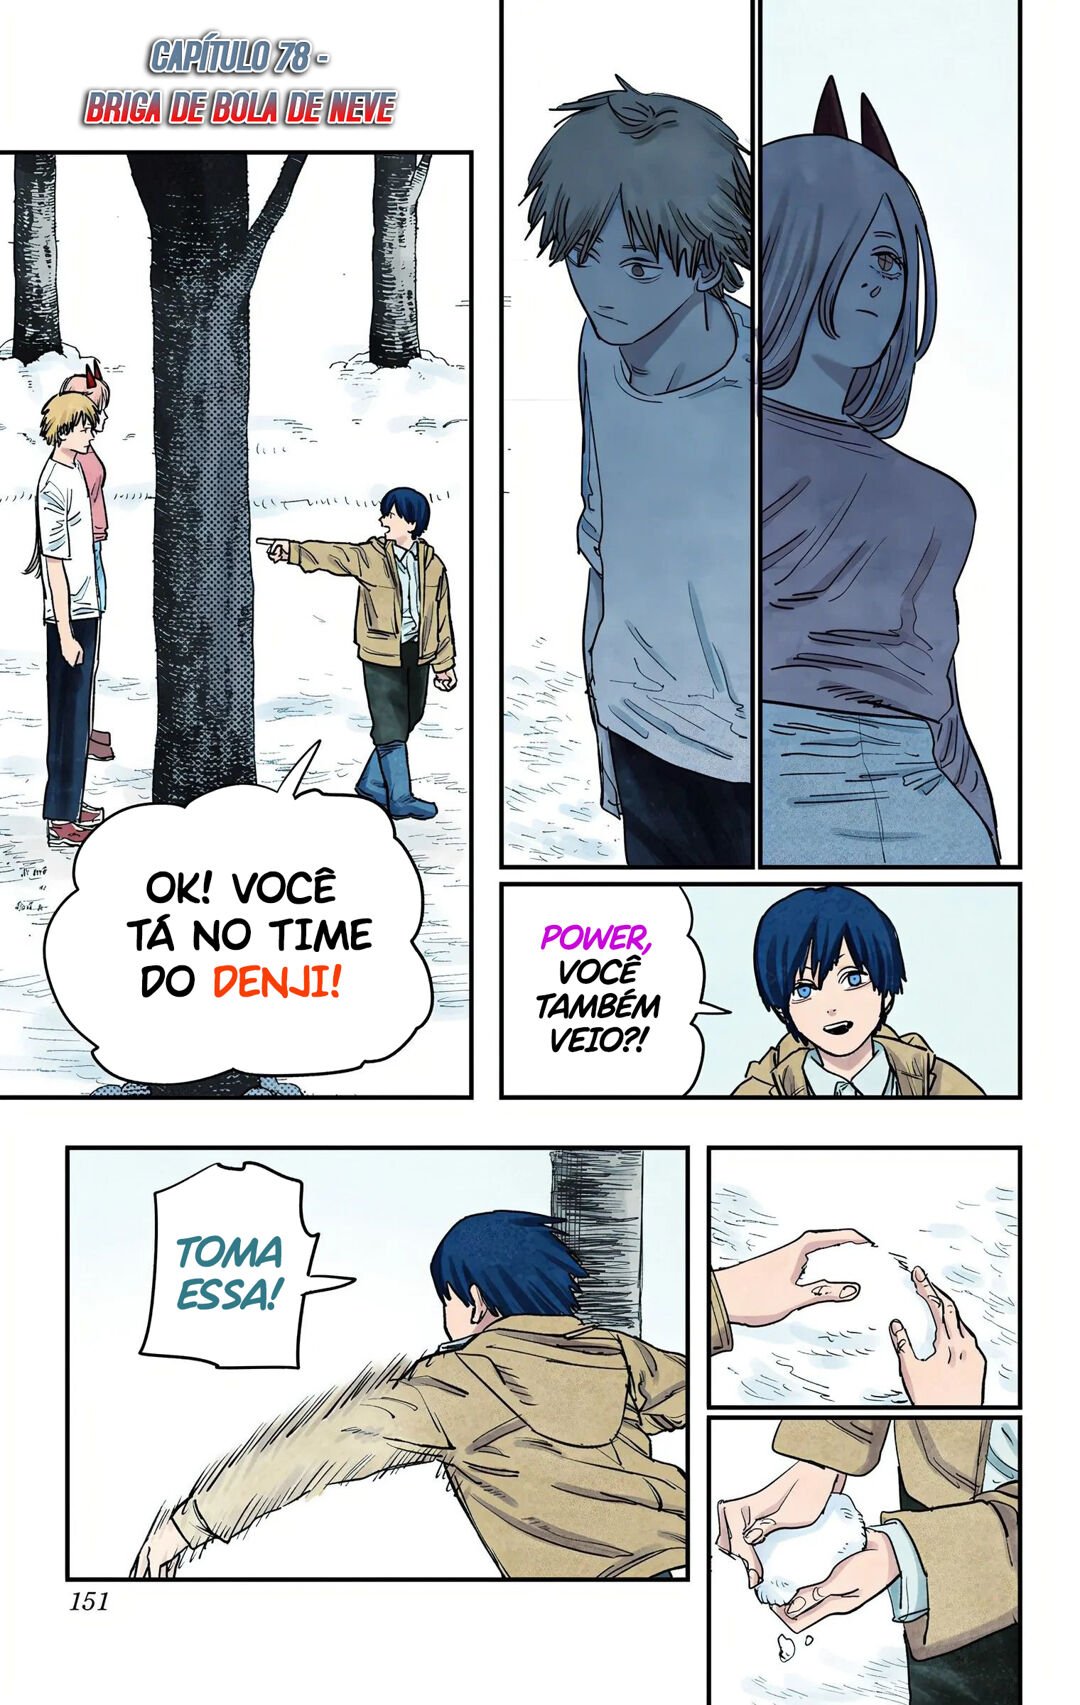 CAPÍTULO 78 -
BRIGA DE BOLA DE NEVE
POWER,
VOCÊ
TAMBÉM
VEIO?!
OK! VOCÊ
TÁ NO TIME
DO DENJI!
TOMA
ESSA!
151